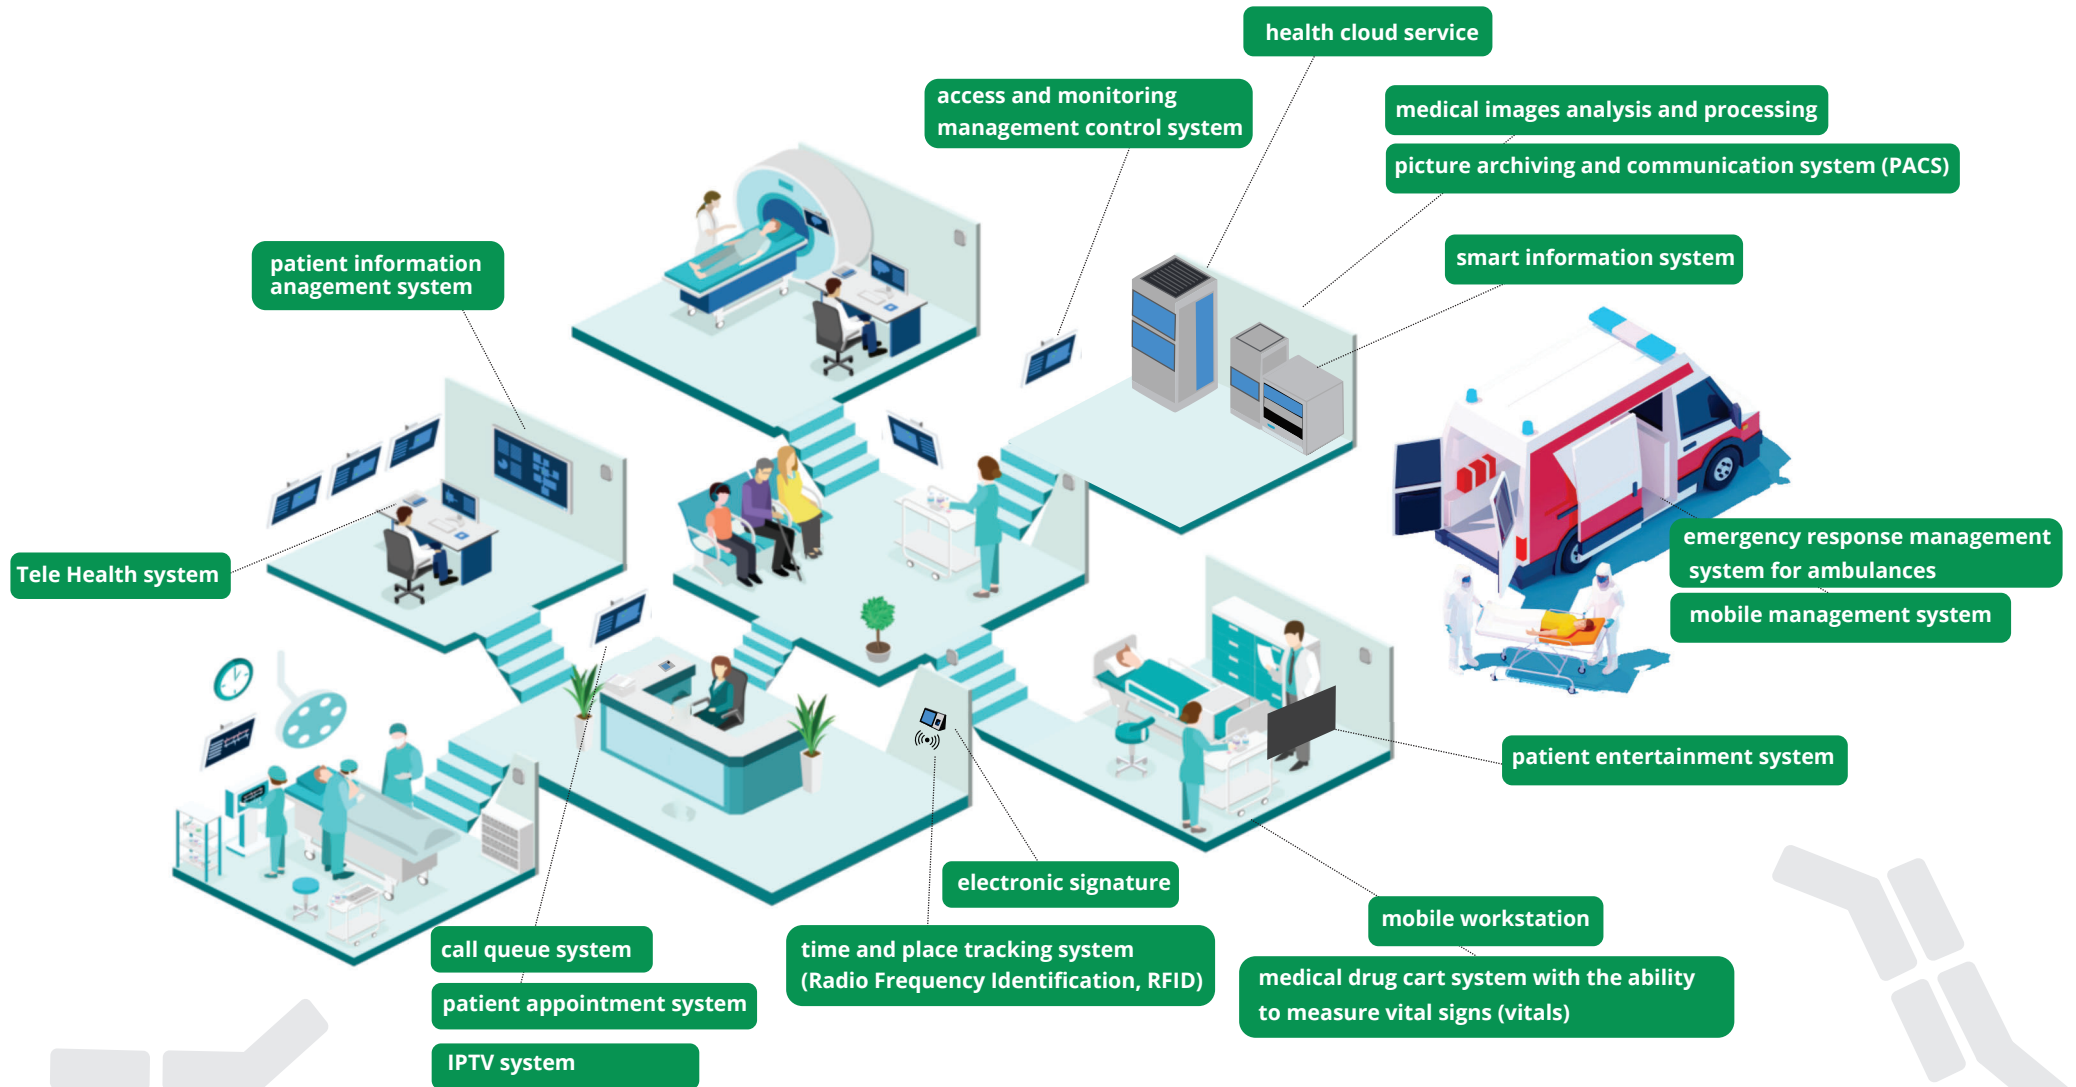 health cloud service
access and monitoring
management control system
medical images analysis and processing
picture archiving and communication system (PACS)
smart information system
patient information
anagement system
Tele Health system
emergency response management
system for ambulances
mobile management system
patient entertainment system
electronic signature
mobile workstation
call queue system
time and place tracking system
(Radio Frequency Identification, RFID)
medical drug cart system with the ability
to measure vital signs (vitals)
patient appointment system
IPTV system